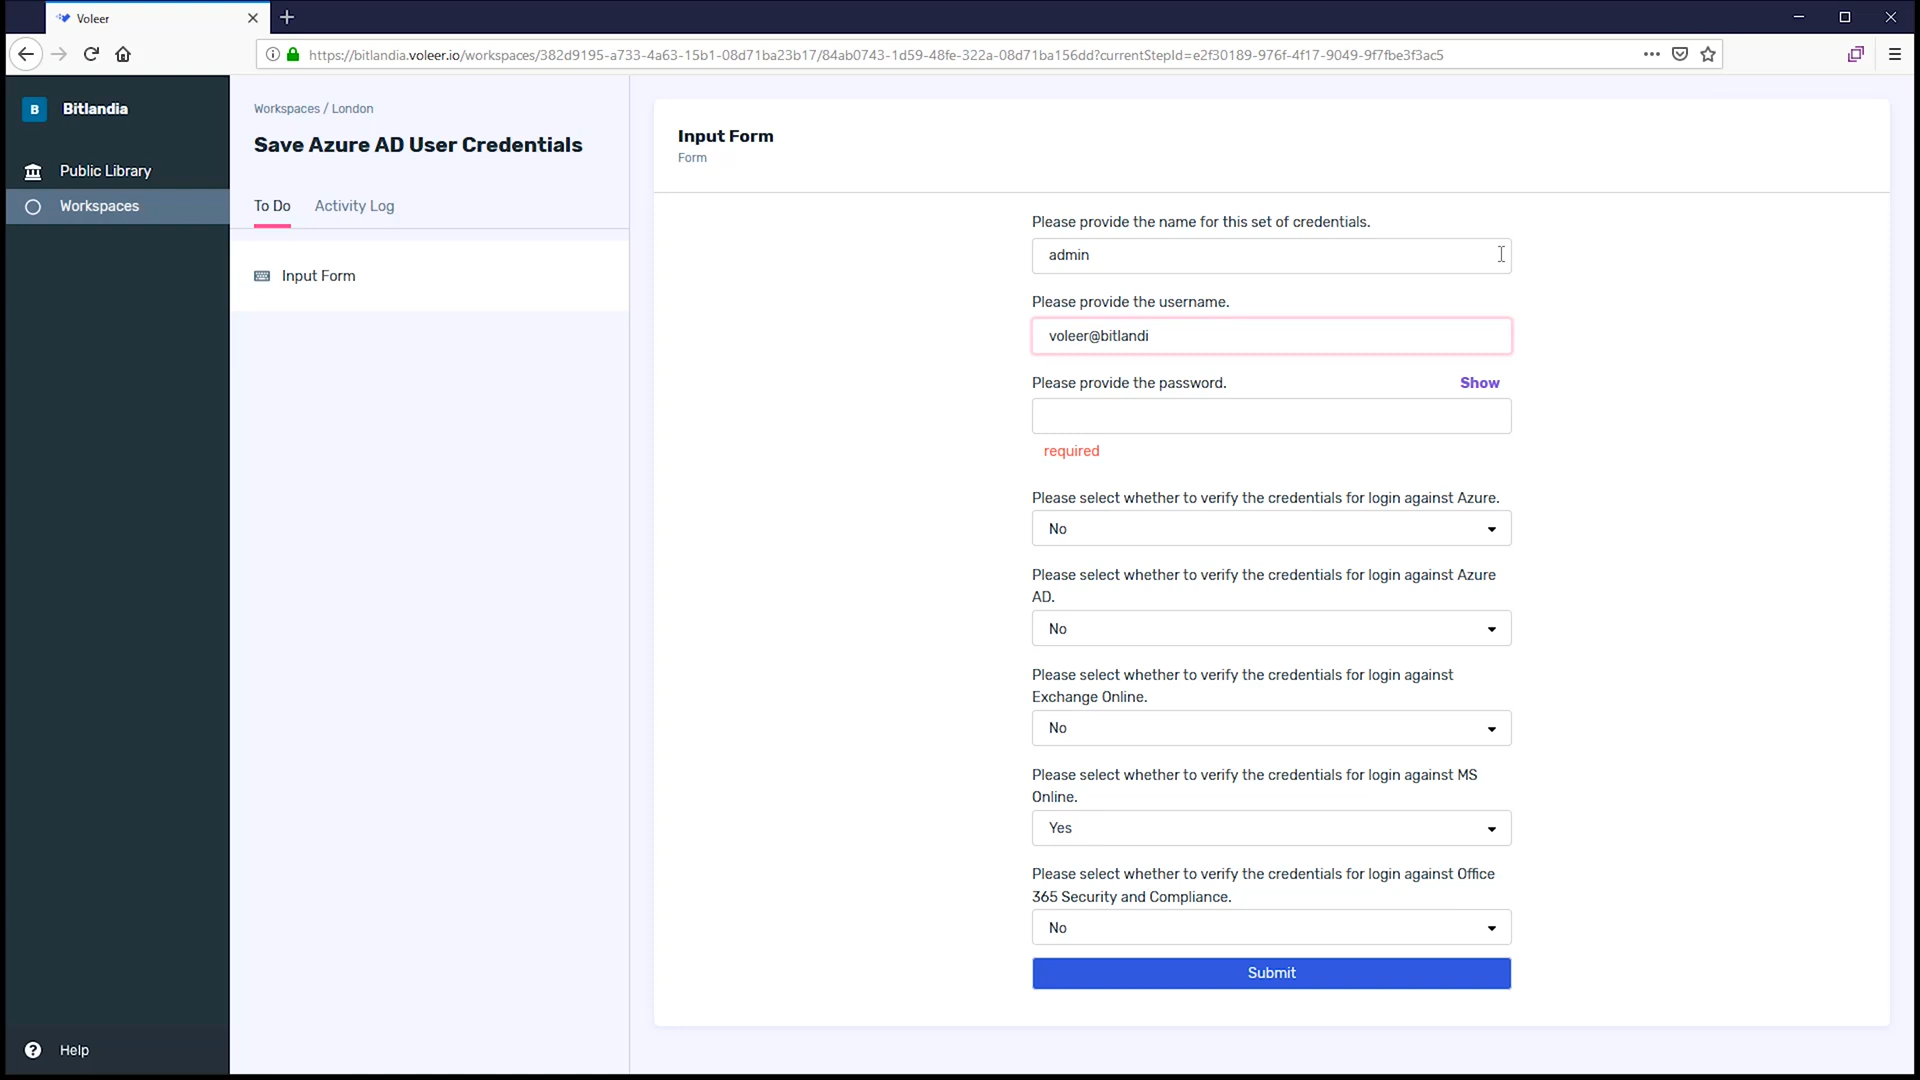 Voleer
https://bitlandia.voleer.io/workspaces/382d9195-a733-4a63-15b1-08d71ba23b17/84ab0743-1d59-48fe-322a-08d71ba156dd?currentStepId=e2f30189-976f-4f17-9049-9f7fbe3f3ac5
B Bitlandia
Public Library
Workspaces
Help
Workspaces / London
Save Azure AD User Credentials
To Do Activity Log
Input Form
Input Form
Form
Please provide the name for this set of credentials.
admin
Please provide the username.
voleer@bitlandi
Please provide the password. Show
required
Please select whether to verify the credentials for login against Azure.
No
Please select whether to verify the credentials for login against Azure
AD.
No
Please select whether to verify the credentials for login against
Exchange Online.
No
Please select whether to verify the credentials for login against MS
Online.
Yes
Please select whether to verify the credentials for login against Office
365 Security and Compliance.
No
Submit